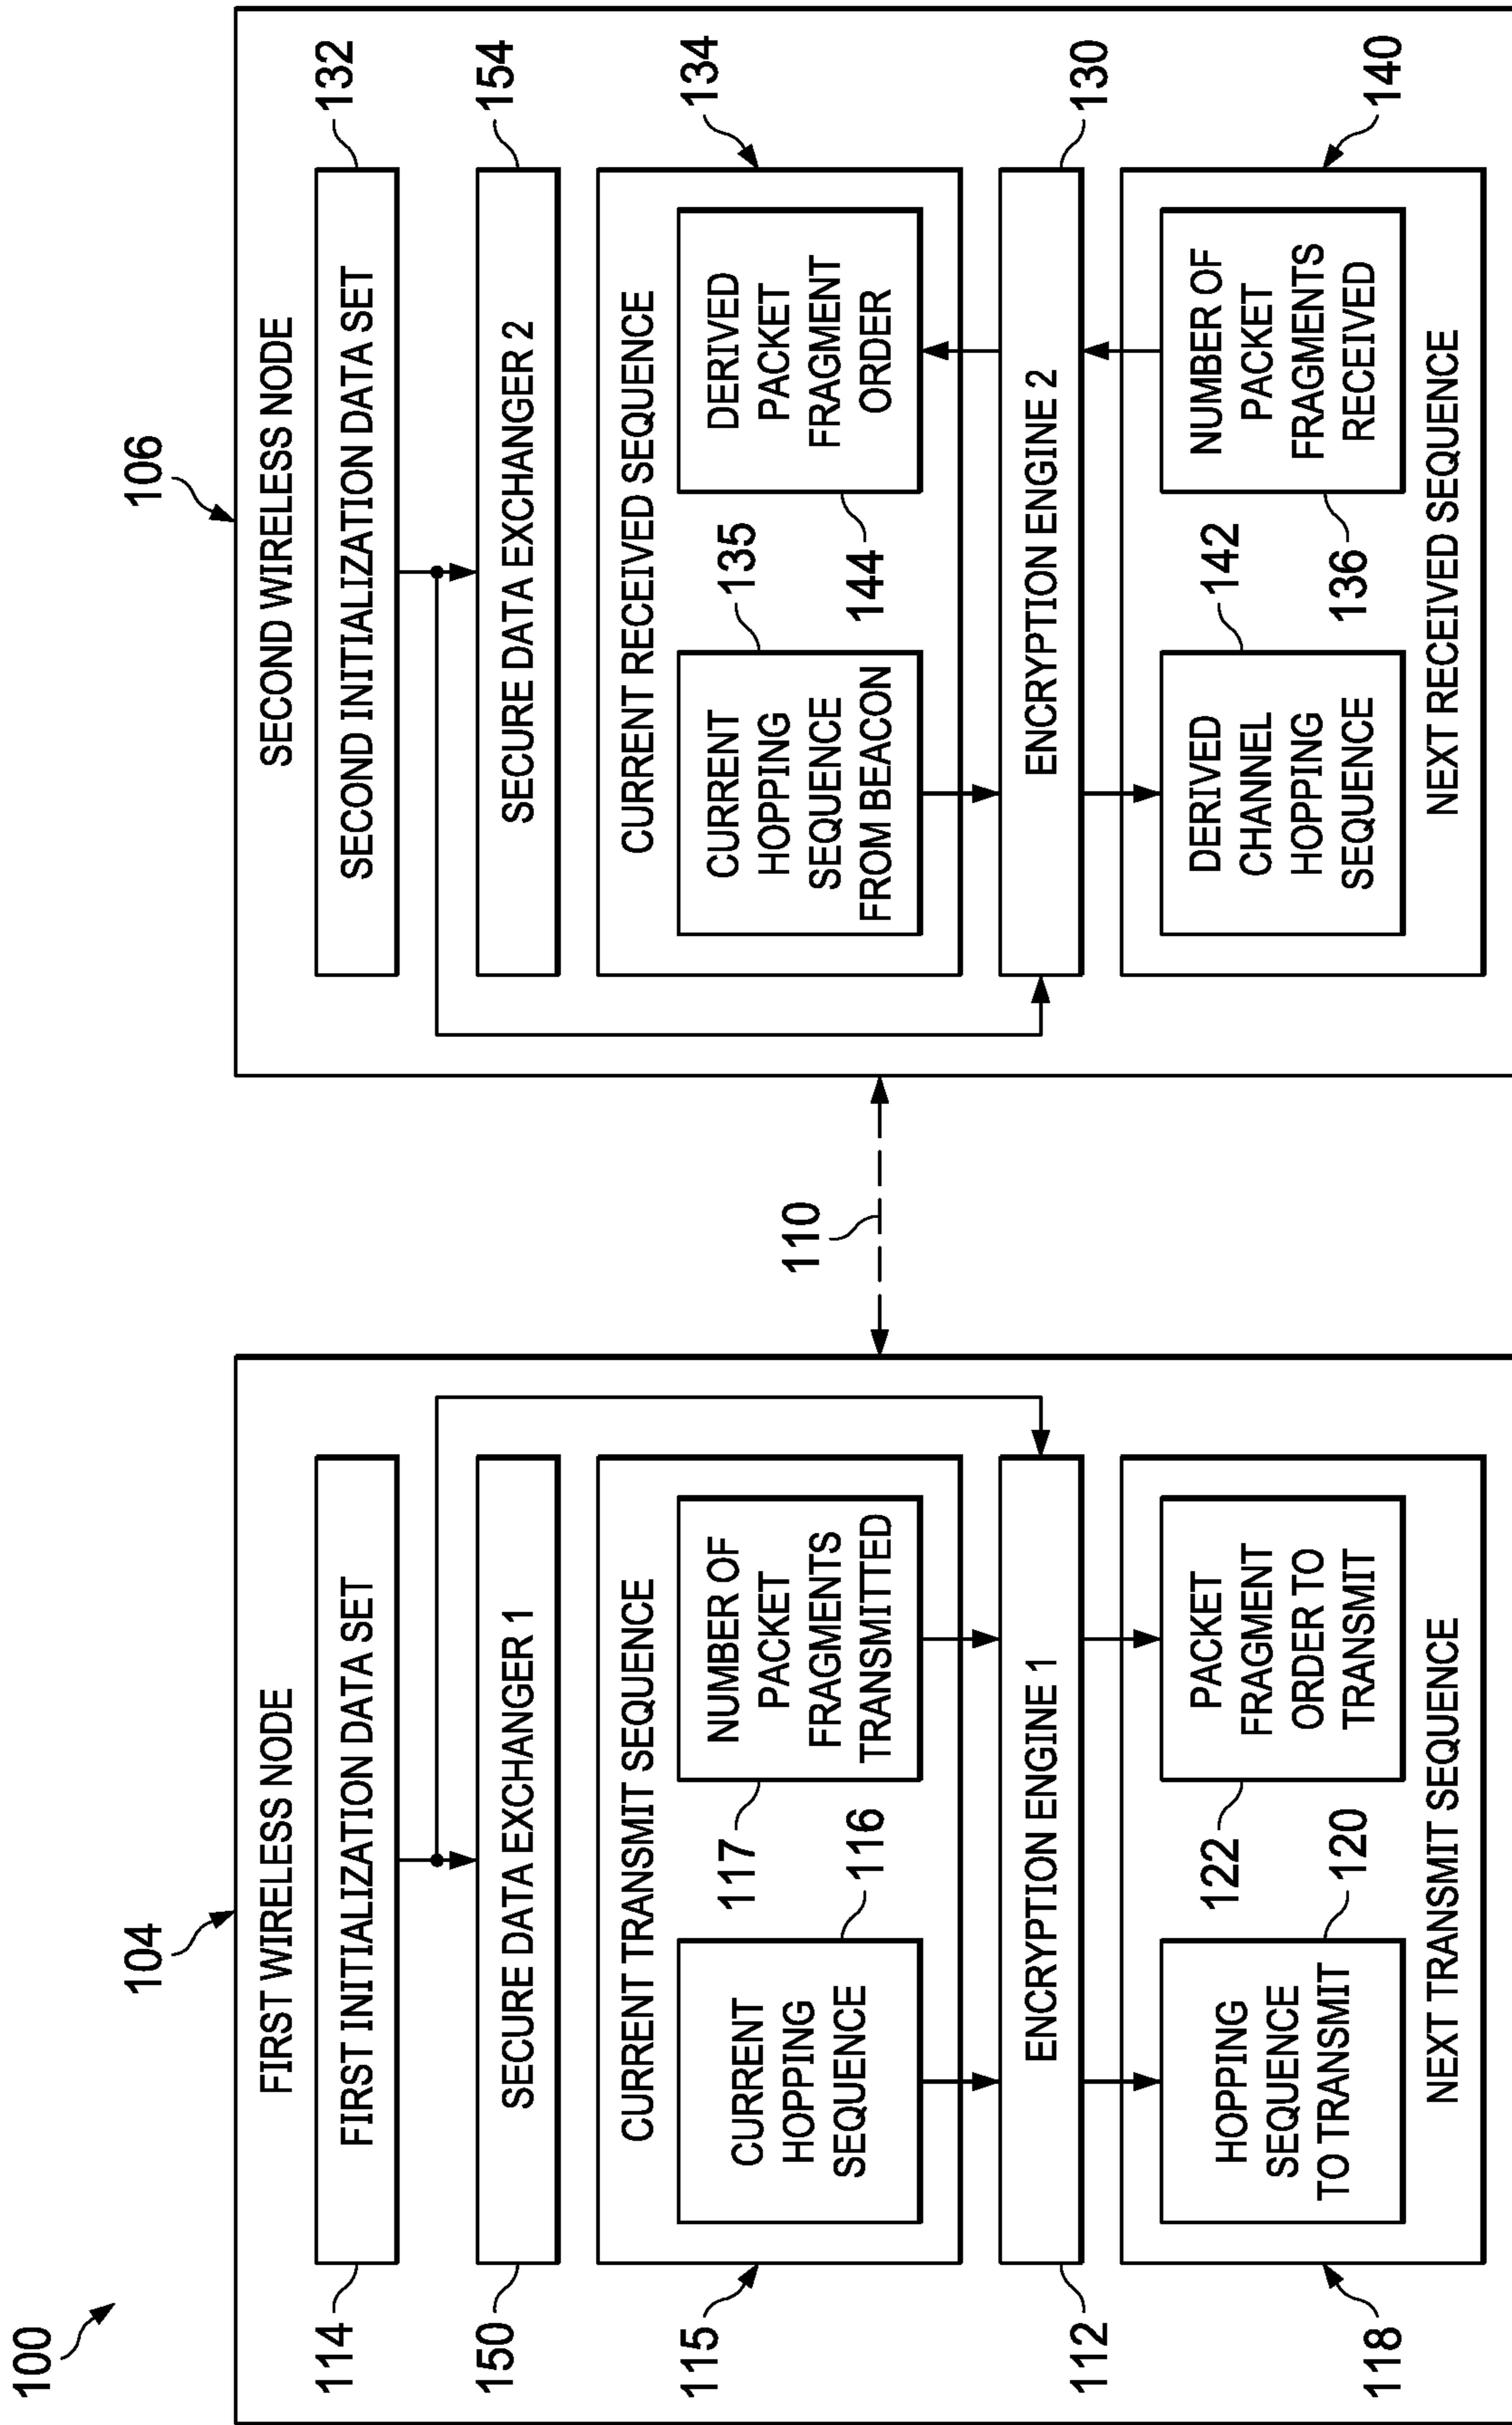 100
104
FIRST WIRELESS NODE
114
FIRST INITIALIZATION DATA SET
150
SECURE DATA EXCHANGER 1
115
CURRENT TRANSMIT SEQUENCE
CURRENT
HOPPING
SEQUENCE
116
117
NUMBER OF
PACKET
FRAGMENTS
TRANSMITTED
112
ENCRYPTION ENGINE 1
118
HOPPING
SEQUENCE
TO TRANSMIT
120
122
PACKET
FRAGMENT
ORDER TO
TRANSMIT
NEXT TRANSMIT SEQUENCE
110
106
SECOND WIRELESS NODE
SECOND INITIALIZATION DATA SET
132
SECURE DATA EXCHANGER 2
154
CURRENT RECEIVED SEQUENCE
134
CURRENT
HOPPING
SEQUENCE
FROM BEACON
135
144
DERIVED
PACKET
FRAGMENT
ORDER
ENCRYPTION ENGINE 2
130
DERIVED
CHANNEL
HOPPING
SEQUENCE
142
136
NUMBER OF
PACKET
FRAGMENTS
RECEIVED
140
NEXT RECEIVED SEQUENCE